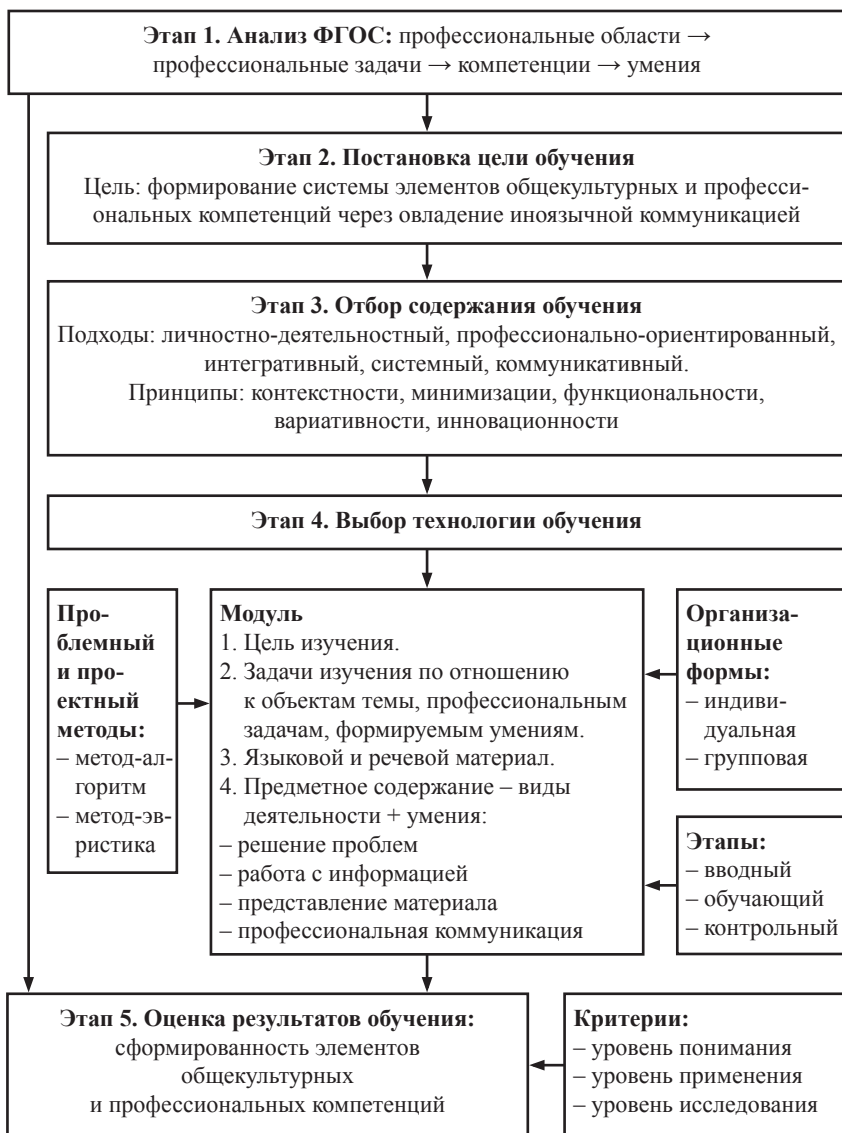 Этап 1. Анализ ФГОС: профессиональные области →
профессиональные задачи → компетенции → умения
Этап 2. Постановка цели обучения
Цель: формирование системы элементов общекультурных и професси-
ональных компетенций через овладение иноязычной коммуникацией
Этап 3. Отбор содержания обучения
Подходы: личностно-деятельностный, профессионально-ориентированный,
интегративный, системный, коммуникативный.
Принципы: контекстности, минимизации, функциональности,
вариативности, инновационности
Этап 4. Выбор технологии обучения
Про-
блемный
и про-
ектный
методы:
– метод-ал-
горитм
– метод-эв-
ристика
Модуль
1. Цель изучения.
2. Задачи изучения по отношению
к объектам темы, профессиональным
задачам, формируемым умениям.
3. Языковой и речевой материал.
4. Предметное содержание – виды
деятельности + умения:
– решение проблем
– работа с информацией
– представление материала
– профессиональная коммуникация
Организа-
ционные
формы:
– индиви-
дуальная
– групповая
Этапы:
– вводный
– обучающий
– контрольный
Этап 5. Оценка результатов обучения:
сформированность элементов
общекультурных
и профессиональных компетенций
Критерии:
– уровень понимания
– уровень применения
– уровень исследования